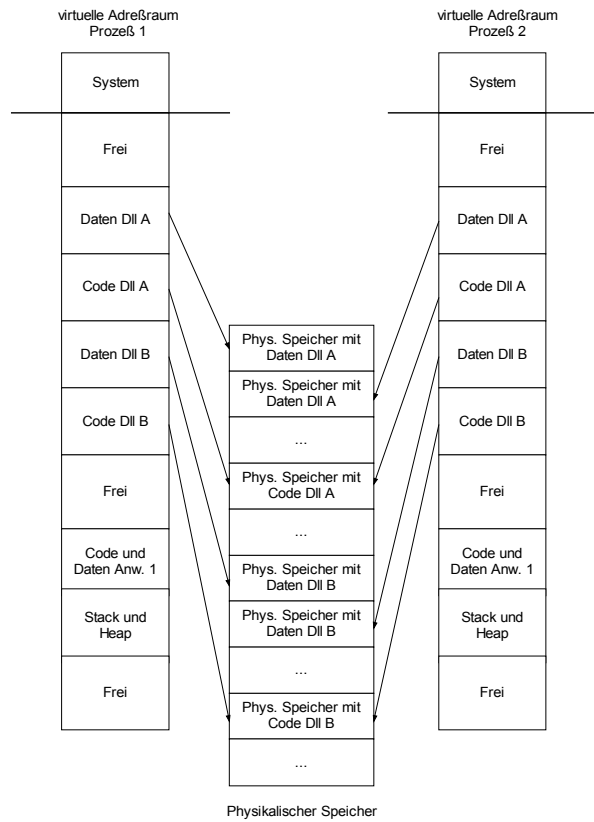 virtuelle Adreßraum
Prozeß 1
System
Frei
Daten Dll A
Code Dll A
Daten Dll B
Code Dll B
Frei
Code und
Daten Anw. 1
Stack und
Heap
Frei
Phys. Speicher mit
Daten Dll A
Phys. Speicher mit
Daten Dll A
...
Phys. Speicher mit
Code Dll A
...
Phys. Speicher mit
Daten Dll B
Phys. Speicher mit
Daten Dll B
...
Phys. Speicher mit
Code Dll B
...
Physikalischer Speicher
virtuelle Adreßraum
Prozeß 2
System
Frei
Daten Dll A
Code Dll A
Daten Dll B
Code Dll B
Frei
Code und
Daten Anw. 1
Stack und
Heap
Frei